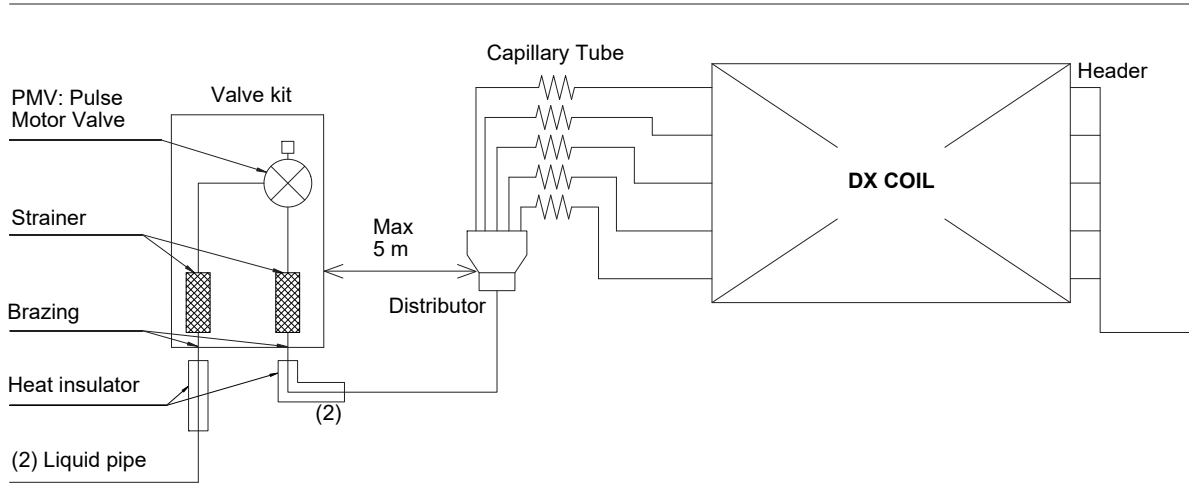 Capillary Tube
Header
PMV: Pulse
Motor Valve
Valve kit
DX COIL
Strainer
Max
5 m
Distributor
Brazing
Heat insulator
(2)
(2) Liquid pipe